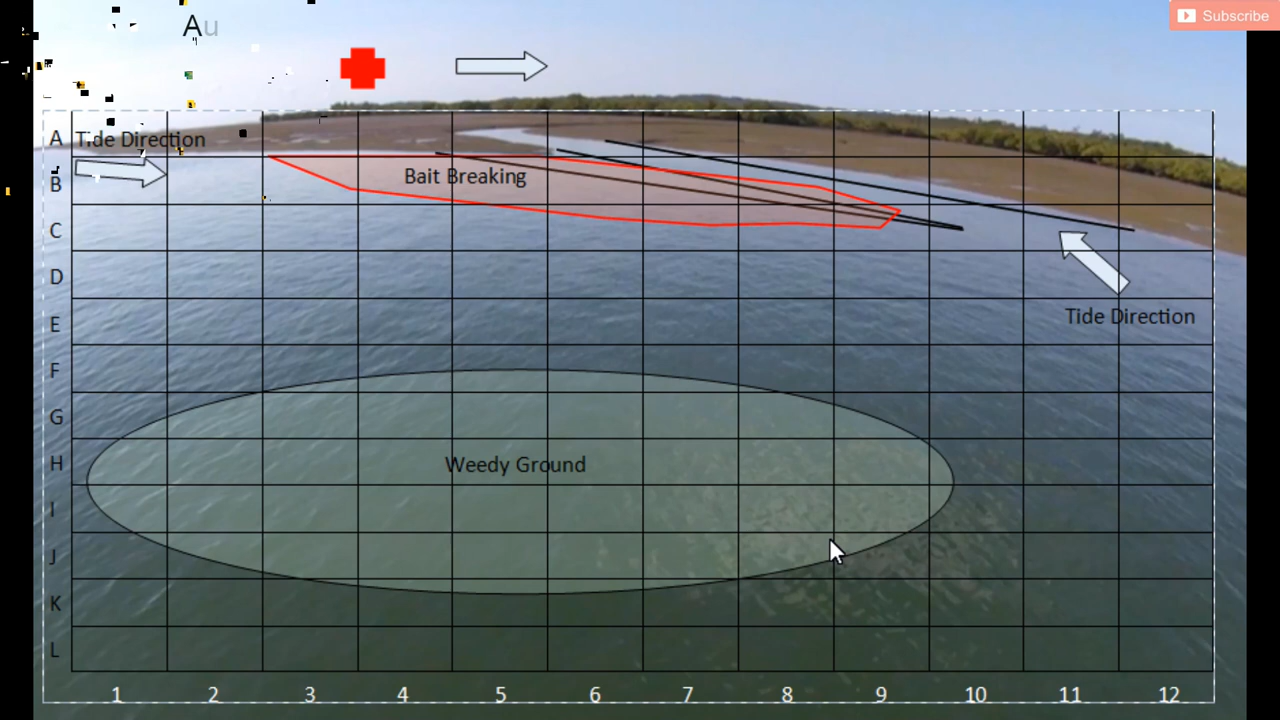 Subscribe
Au
A
Tide Direction
B
Bait Breaking
C
D
E
Tide Direction
F
G
H
Weedy Ground
I
J
K
L
1 2 3 4 5 6 7 8 9 10 11 12